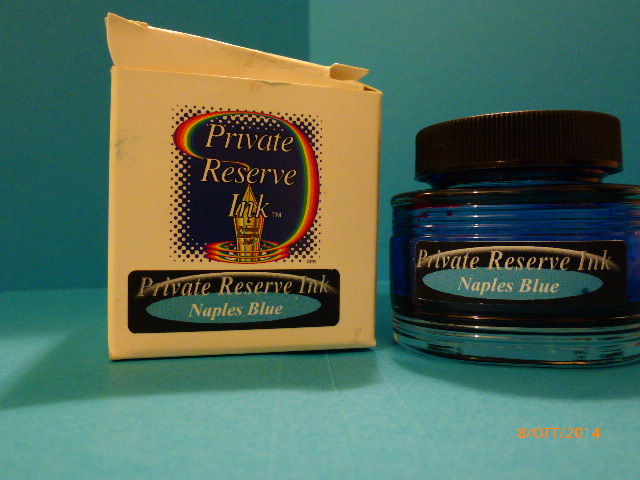 Private
Reserve
Ink™
Private Reserve Ink
Naples Blue
Private Reserve Ink
Naples Blue
8/OTT/2014